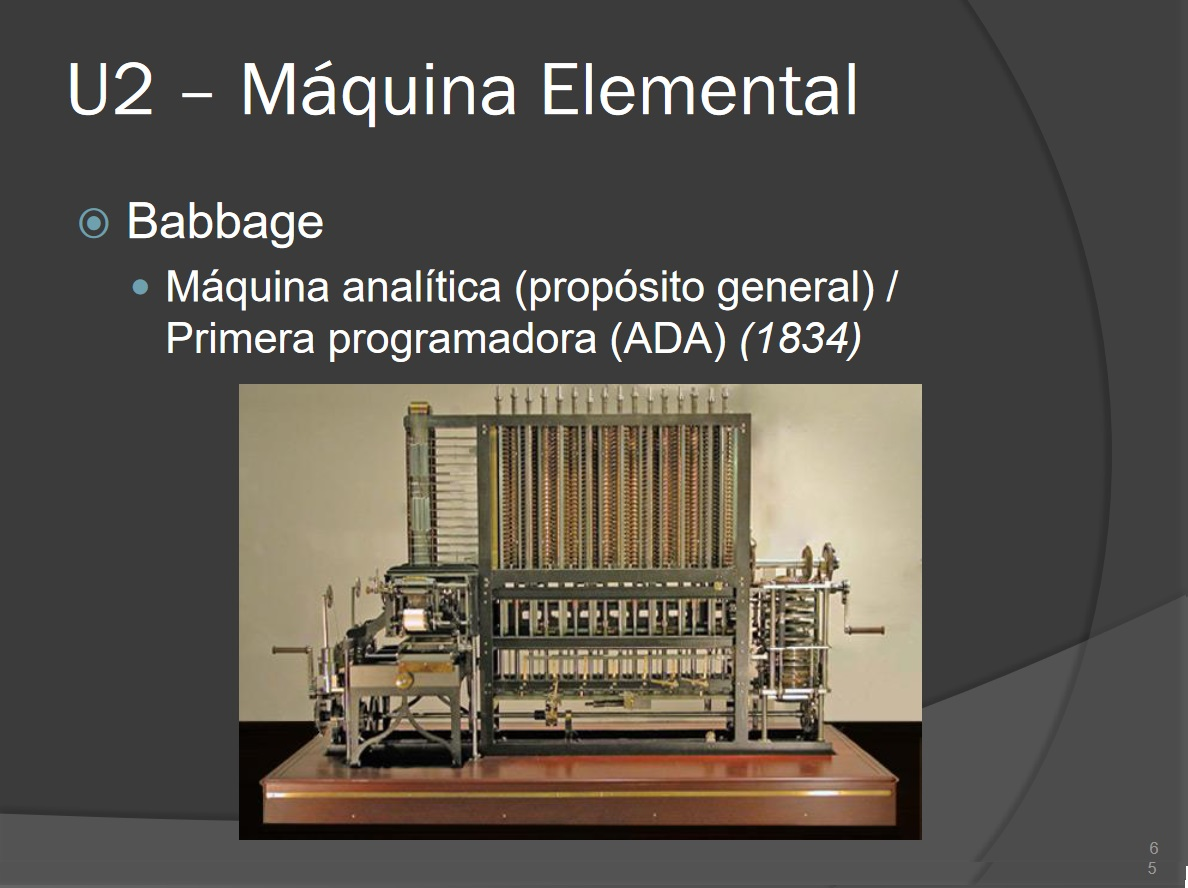 U2 – Máquina Elemental
Babbage
Máquina analítica (propósito general) /
Primera programadora (ADA) (1834)
6
5